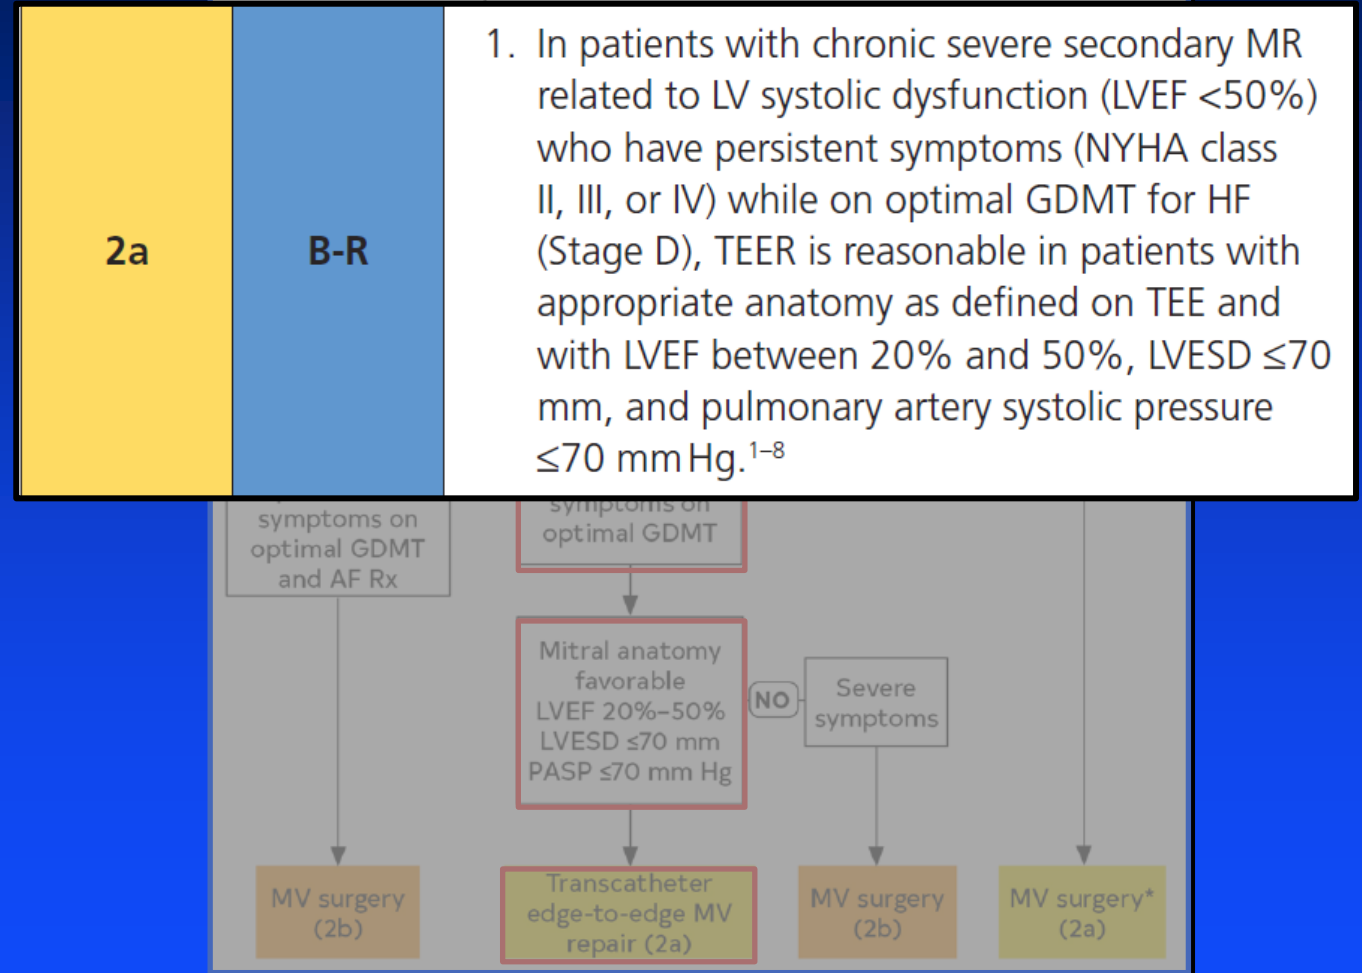 2a
B-R
1. In patients with chronic severe secondary MR
related to LV systolic dysfunction (LVEF <50%)
who have persistent symptoms (NYHA class
II, III, or IV) while on optimal GDMT for HF
(Stage D), TEER is reasonable in patients with
appropriate anatomy as defined on TEE and
with LVEF between 20% and 50%, LVESD ≤70
mm, and pulmonary artery systolic pressure
≤70 mm Hg.1–8
symptoms on
optimal GDMT
and AF Rx
symptoms on
optimal GDMT
Mitral anatomy
favorable
LVEF 20%–50%
LVESD ≤70 mm
PASP ≤70 mm Hg
NO
Severe
symptoms
MV surgery
(2b)
Transcatheter
edge-to-edge MV
repair (2a)
MV surgery
(2b)
MV surgery*
(2a)